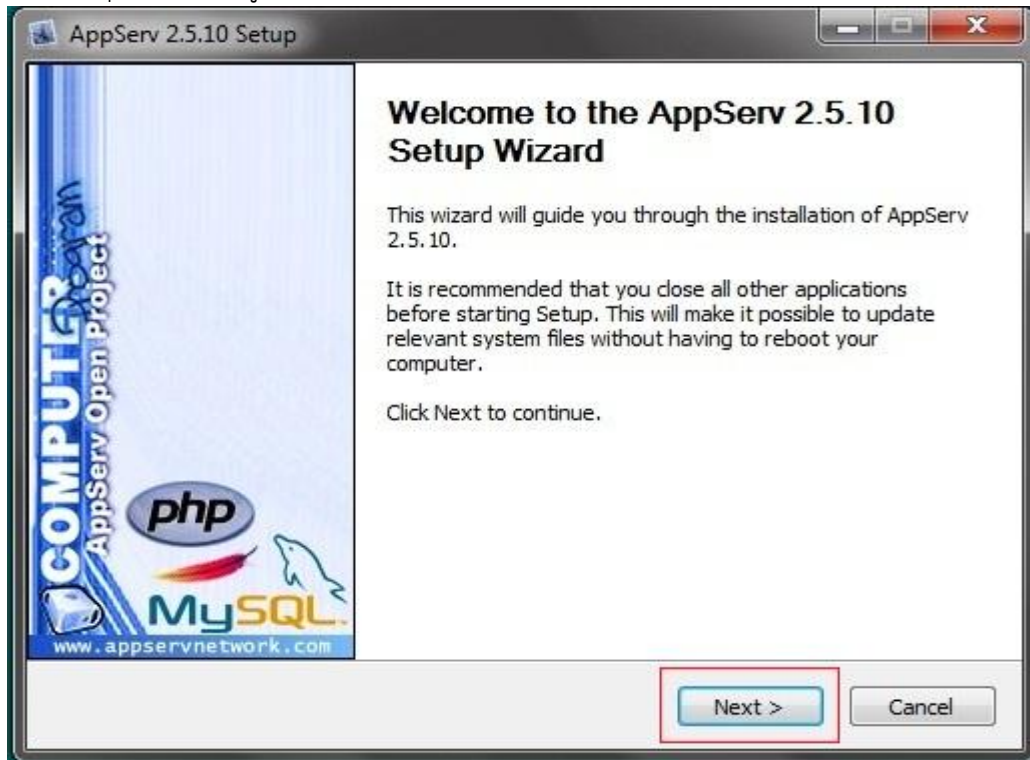 AppServ 2.5.10 Setup
COMPUTER
Program
AppServ Open Project
php
MySQL
www.appservnetwork.com
Welcome to the AppServ 2.5.10
Setup Wizard
This wizard will guide you through the installation of AppServ
2.5.10.
It is recommended that you close all other applications
before starting Setup. This will make it possible to update
relevant system files without having to reboot your
computer.
Click Next to continue.
Next >
Cancel